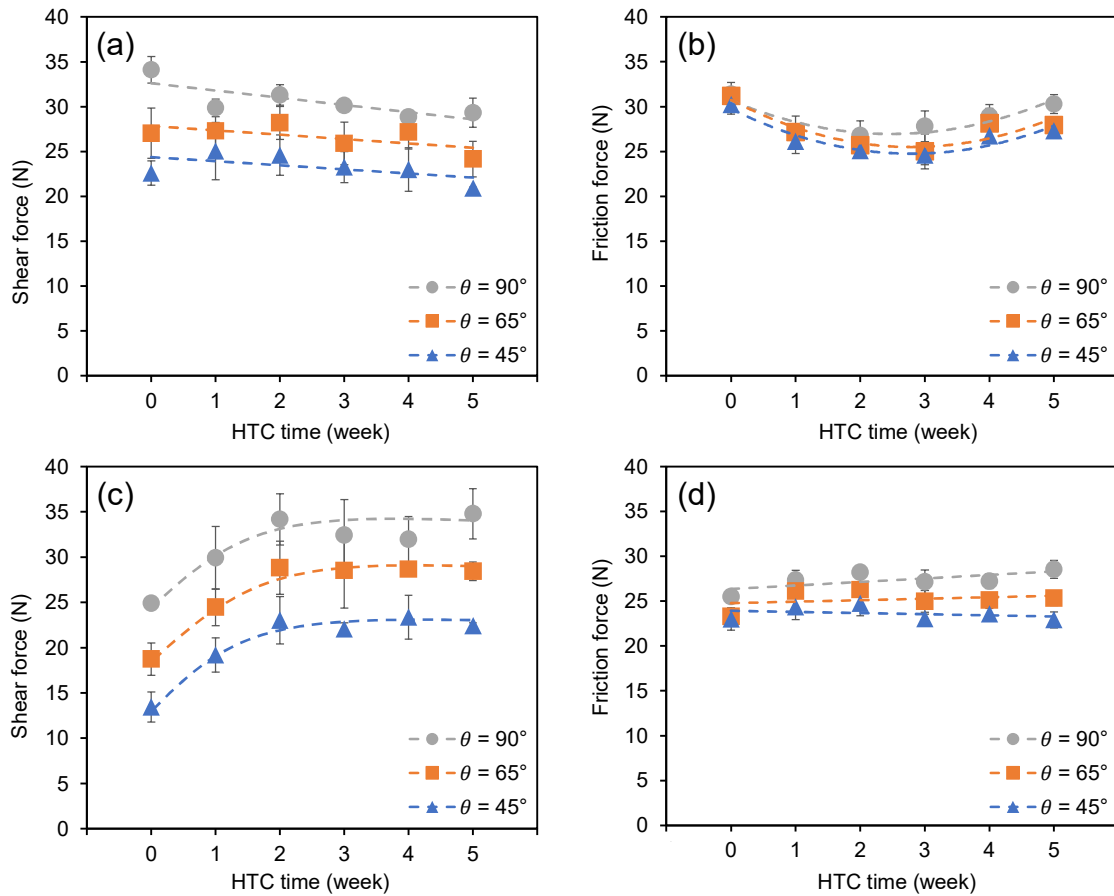 (a)
Shear force (N)
40
35
30
25
20
15
10
5
0
θ = 90°
θ = 65°
θ = 45°
0 1 2 3 4 5
HTC time (week)
(b)
Friction force (N)
40
35
30
25
20
15
10
5
0
θ = 90°
θ = 65°
θ = 45°
0 1 2 3 4 5
HTC time (week)
(c)
Shear force (N)
40
35
30
25
20
15
10
5
0
θ = 90°
θ = 65°
θ = 45°
0 1 2 3 4 5
HTC time (week)
(d)
Friction force (N)
40
35
30
25
20
15
10
5
0
θ = 90°
θ = 65°
θ = 45°
0 1 2 3 4 5
HTC time (week)